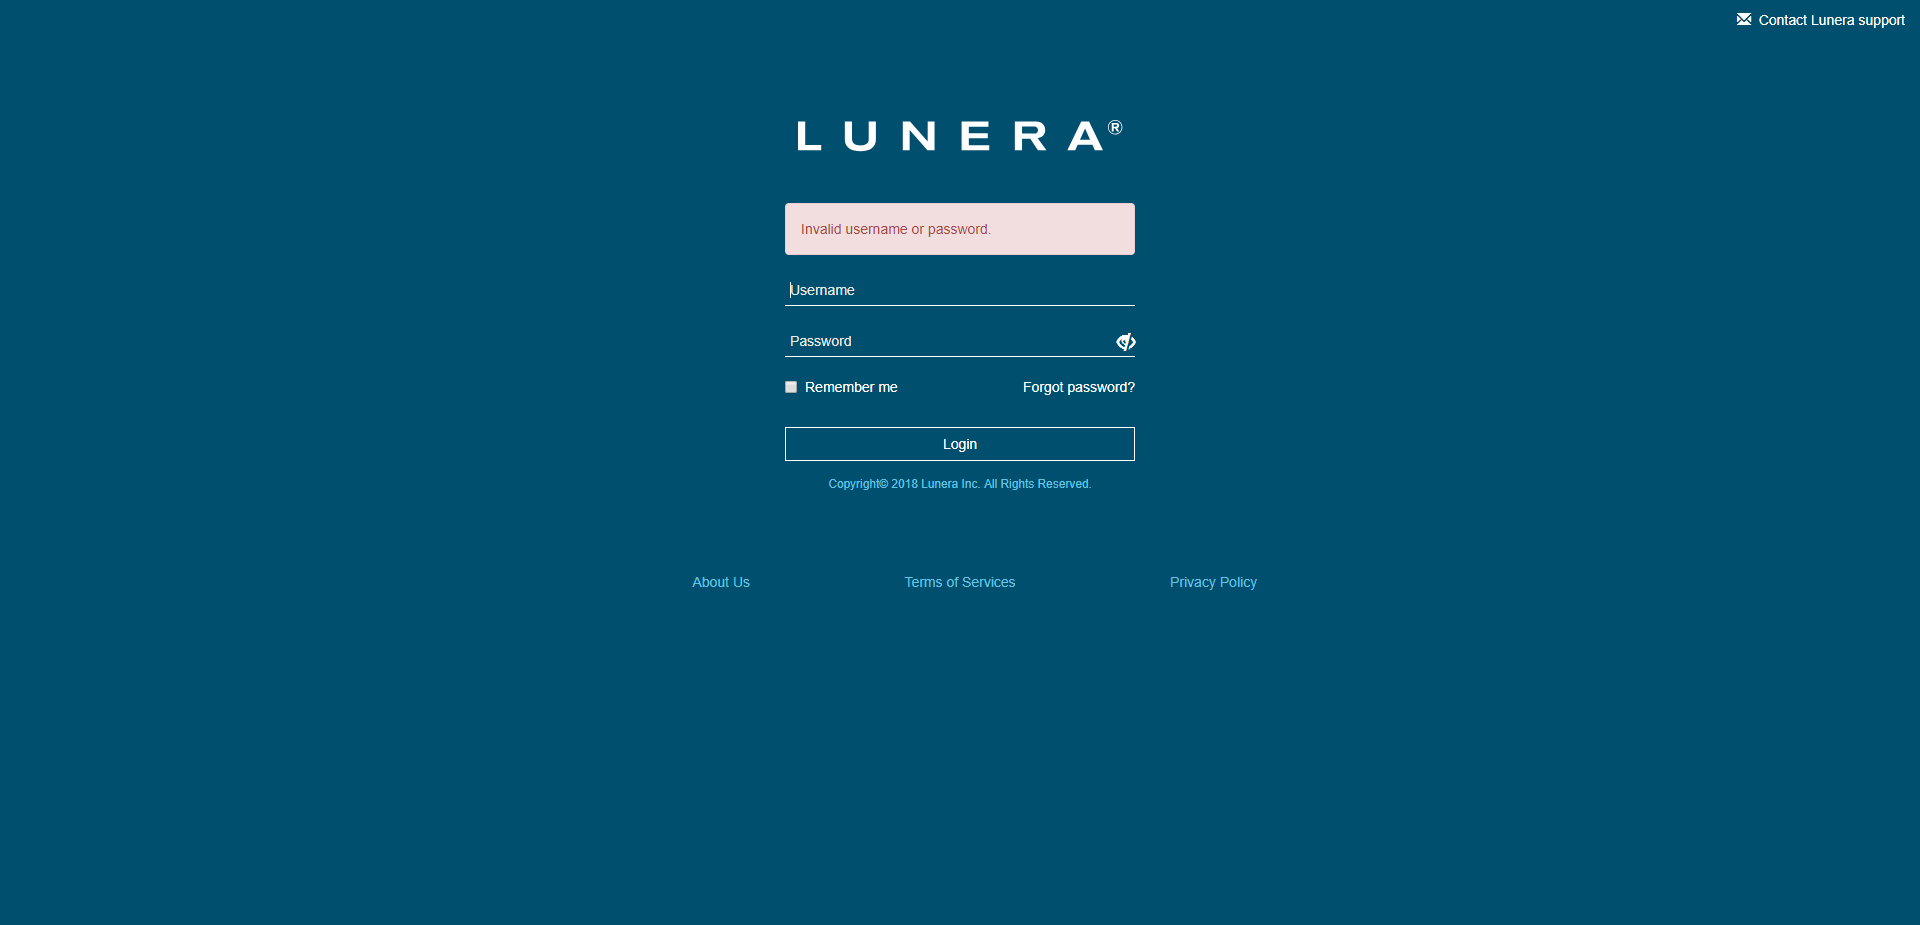 Contact Lunera support
LUNERA®
Invalid username or password.
Username
Password
Remember me
Forgot password?
Login
Copyright© 2018 Lunera Inc. All Rights Reserved.
About Us
Terms of Services
Privacy Policy